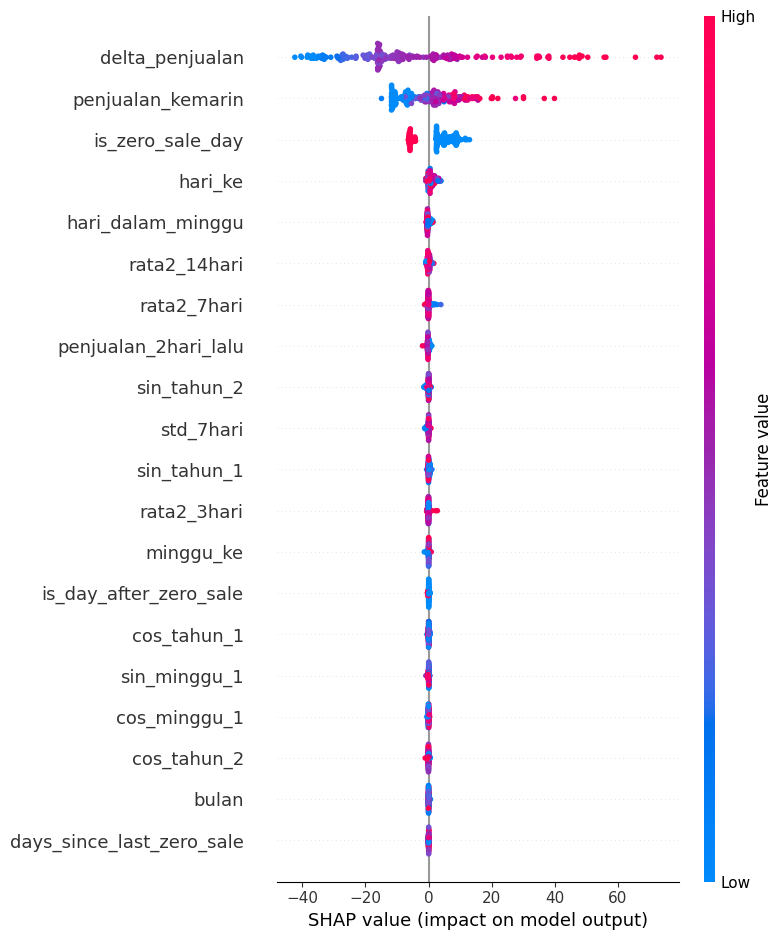 High
delta_penjualan
penjualan_kemarin
is_zero_sale_day
hari_ke
hari_dalam_minggu
rata2_14hari
rata2_7hari
penjualan_2hari_lalu
sin_tahun_2
std_7hari
sin_tahun_1
rata2_3hari
minggu_ke
is_day_after_zero_sale
cos_tahun_1
sin_minggu_1
cos_minggu_1
cos_tahun_2
bulan
days_since_last_zero_sale
Feature value
Low
−40 −20 0 20 40 60
SHAP value (impact on model output)